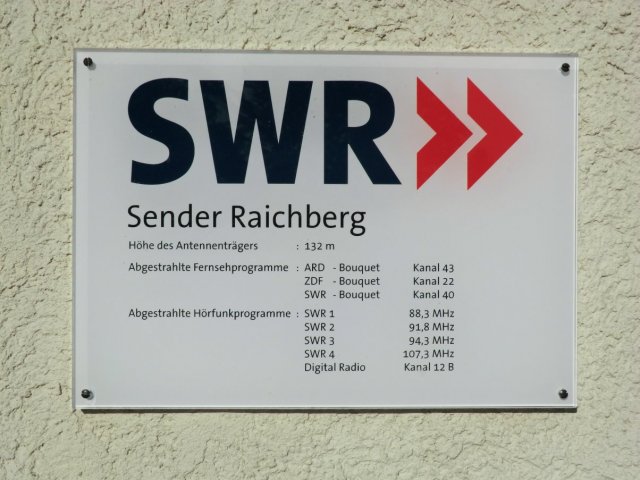 SWR
Sender Raichberg
Höhe des Antennenträgers : 132 m
Abgestrahlte Fernsehprogramme : ARD - Bouquet Kanal 43
ZDF - Bouquet Kanal 22
SWR - Bouquet Kanal 40
Abgestrahlte Hörfunkprogramme : SWR 1 88,3 MHz
SWR 2 91,8 MHz
SWR 3 94,3 MHz
SWR 4 107,3 MHz
Digital Radio Kanal 12 B